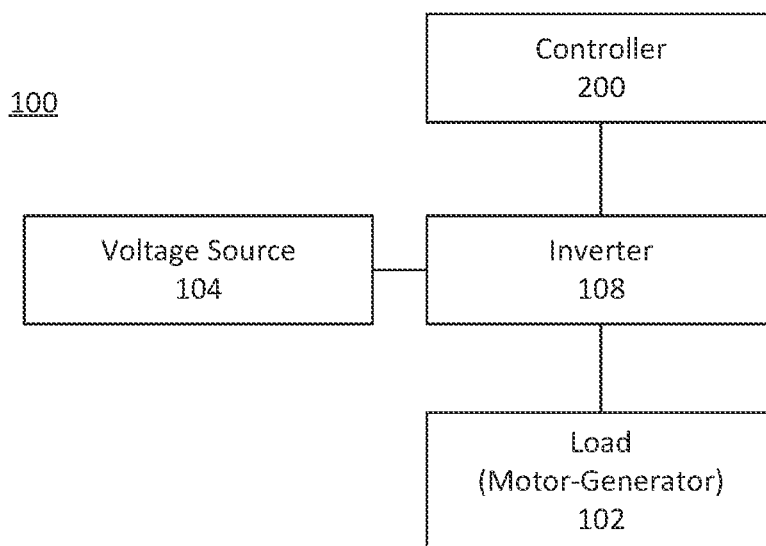 Controller
200
100
Voltage Source
104
Inverter
108
Load
(Motor-Generator)
102